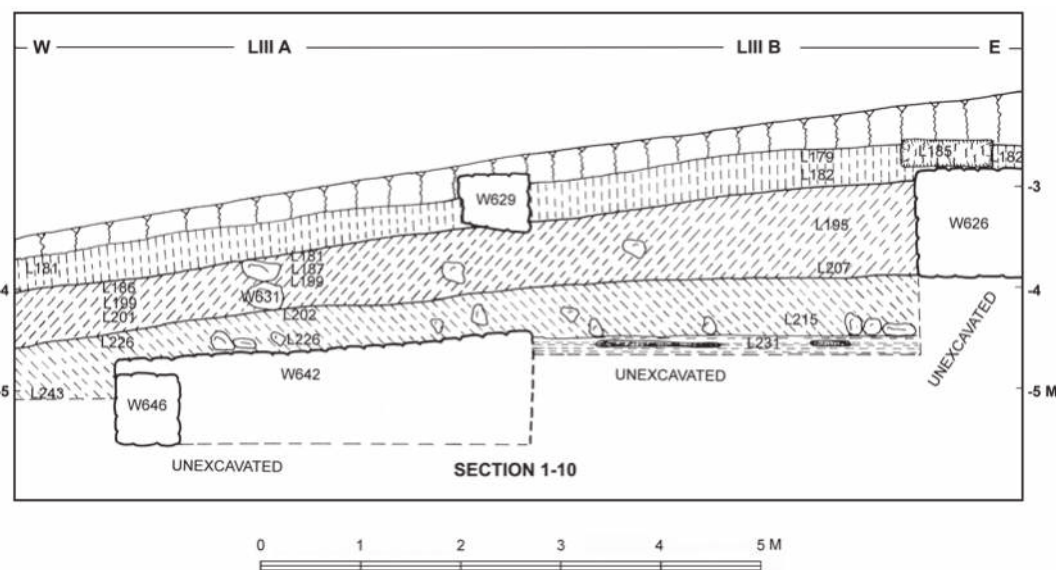 W LIII A LIII B E
L179
L185 L182
L182
-3
W629
L195
W626
L181
L181
L187
L199
L186
L199
L201
W631
L207
-4 -4
L202
L215
L226
L226
L231
UNEXCAVATED
W642
UNEXCAVATED
L243
-5 -5 M
W646
UNEXCAVATED
SECTION 1-10
0 1 2 3 4 5 M